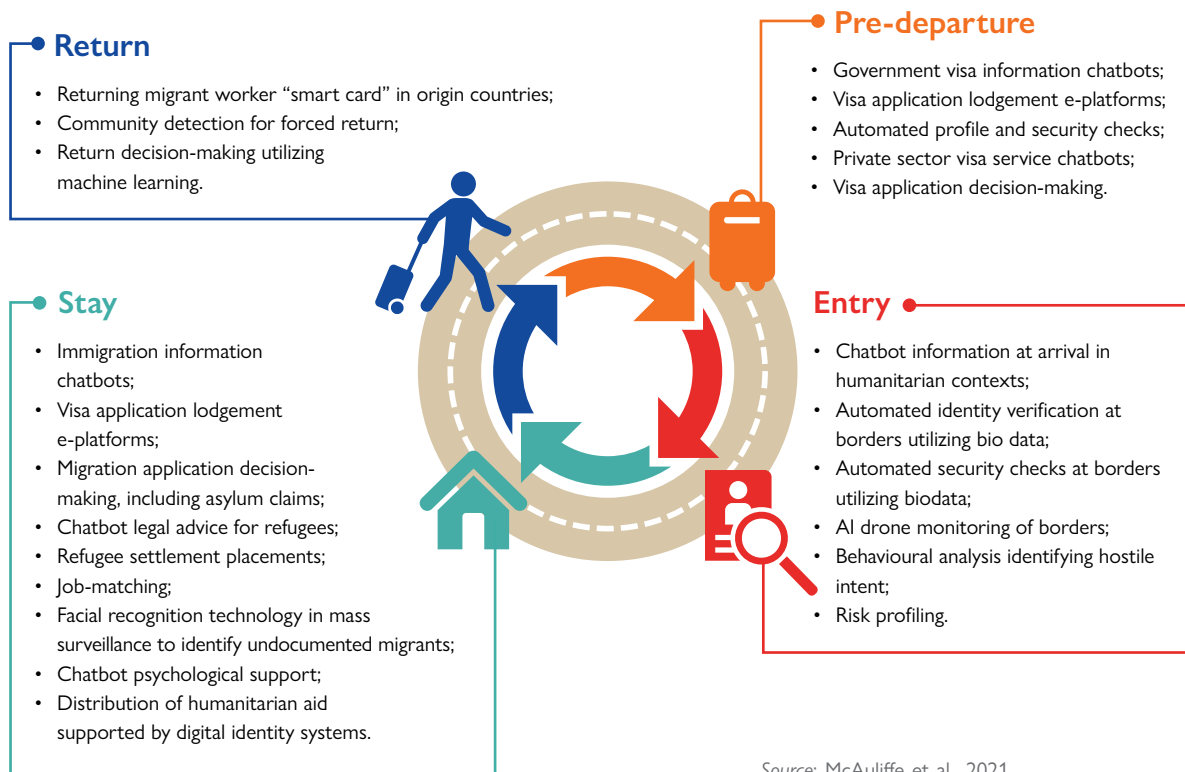 Return
• Returning migrant worker “smart card” in origin countries;
• Community detection for forced return;
• Return decision-making utilizing
machine learning.
Pre-departure
• Government visa information chatbots;
• Visa application lodgement e-platforms;
• Automated profile and security checks;
• Private sector visa service chatbots;
• Visa application decision-making.
Stay
• Immigration information
chatbots;
• Visa application lodgement
e-platforms;
• Migration application decision-
making, including asylum claims;
• Chatbot legal advice for refugees;
• Refugee settlement placements;
• Job-matching;
• Facial recognition technology in mass
surveillance to identify undocumented migrants;
• Chatbot psychological support;
• Distribution of humanitarian aid
supported by digital identity systems.
Entry
• Chatbot information at arrival in
humanitarian contexts;
• Automated identity verification at
borders utilizing bio data;
• Automated security checks at borders
utilizing biodata;
• AI drone monitoring of borders;
• Behavioural analysis identifying hostile
intent;
• Risk profiling.
Source: McAuliffe et al., 2021